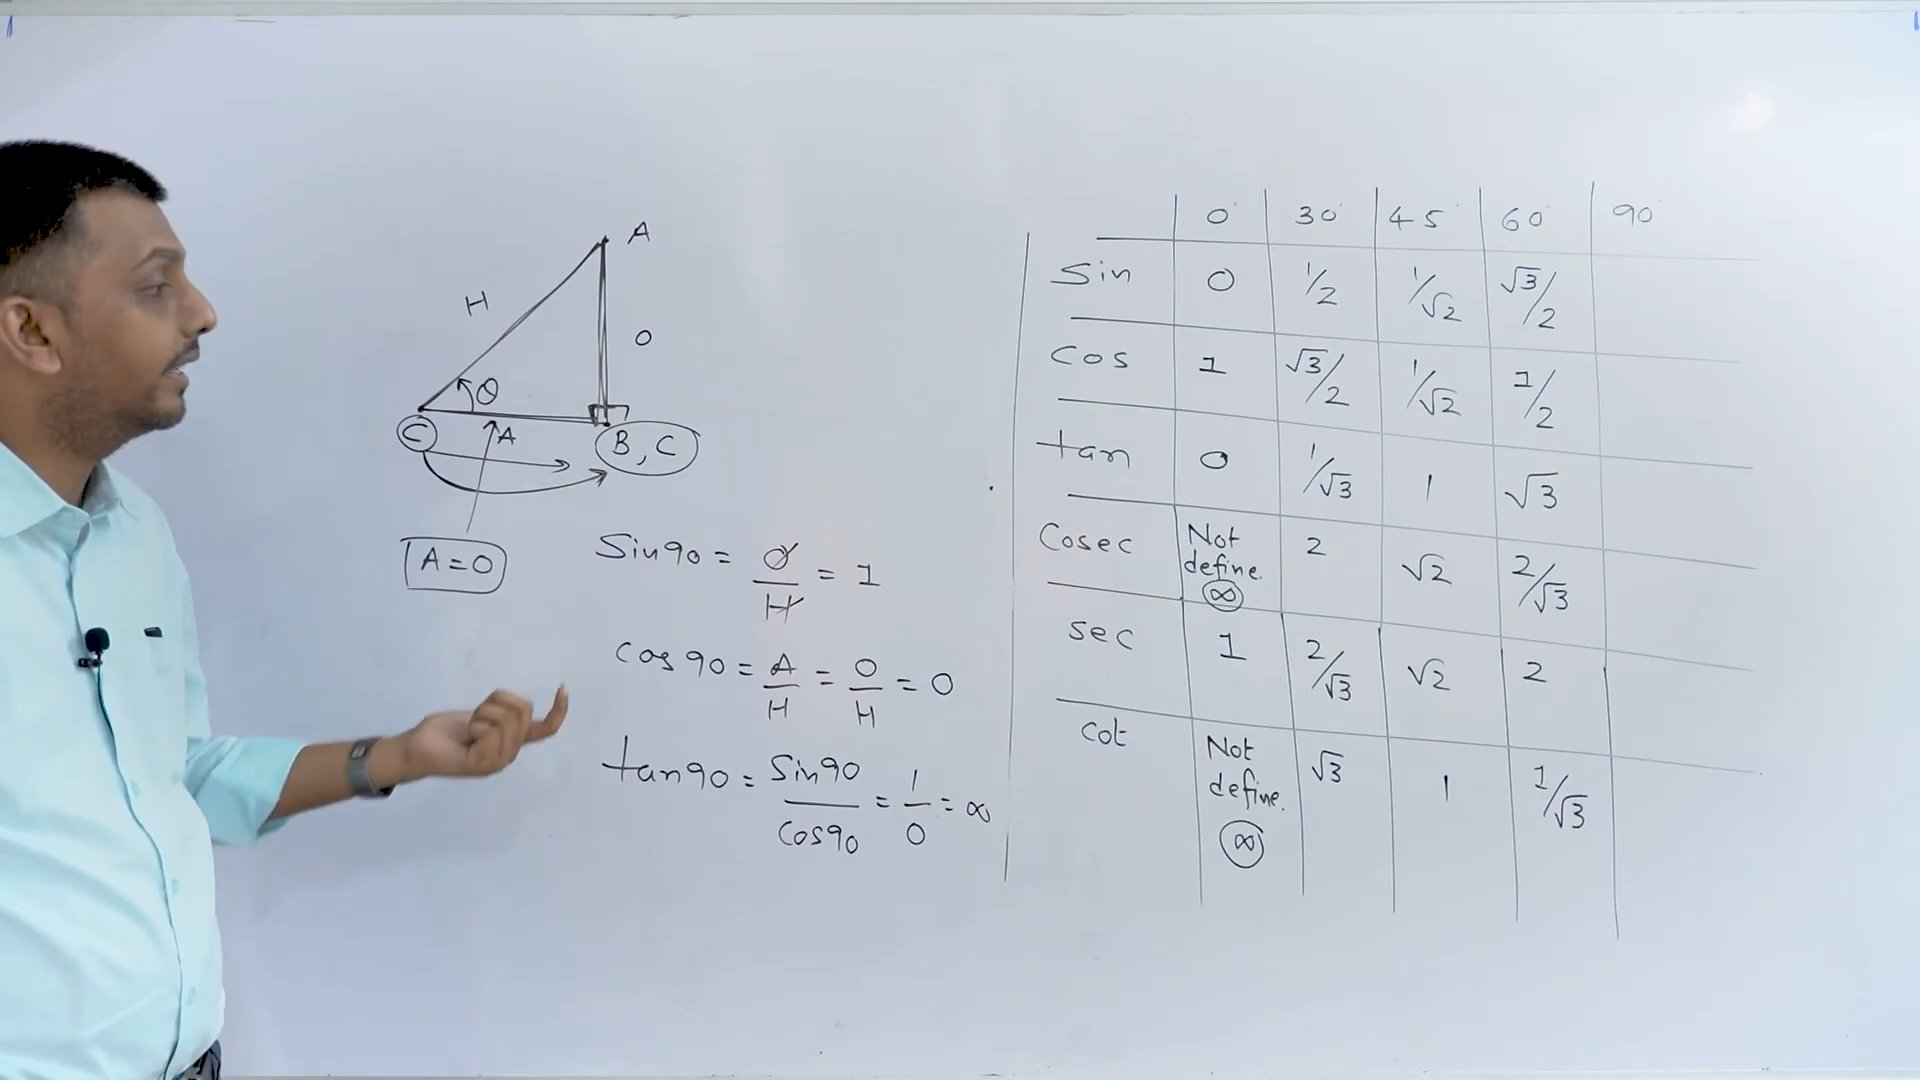 A
H
O
θ
C
A
B, C
A = 0
Sin90 = O/H = 1
cos 90 = A/H = 0/H = 0
tan90 = Sin90/Cos90 = 1/0 = ∞
0° 30° 45° 60° 90°
Sin 0 1/2 1/√2 √3/2
Cos 1 √3/2 1/√2 1/2
tan 0 1/√3 1 √3
Cosec Not define. ∞ 2 √2 2/√3
Sec 1 2/√3 √2 2
Cot Not define. ∞ √3 1 1/√3